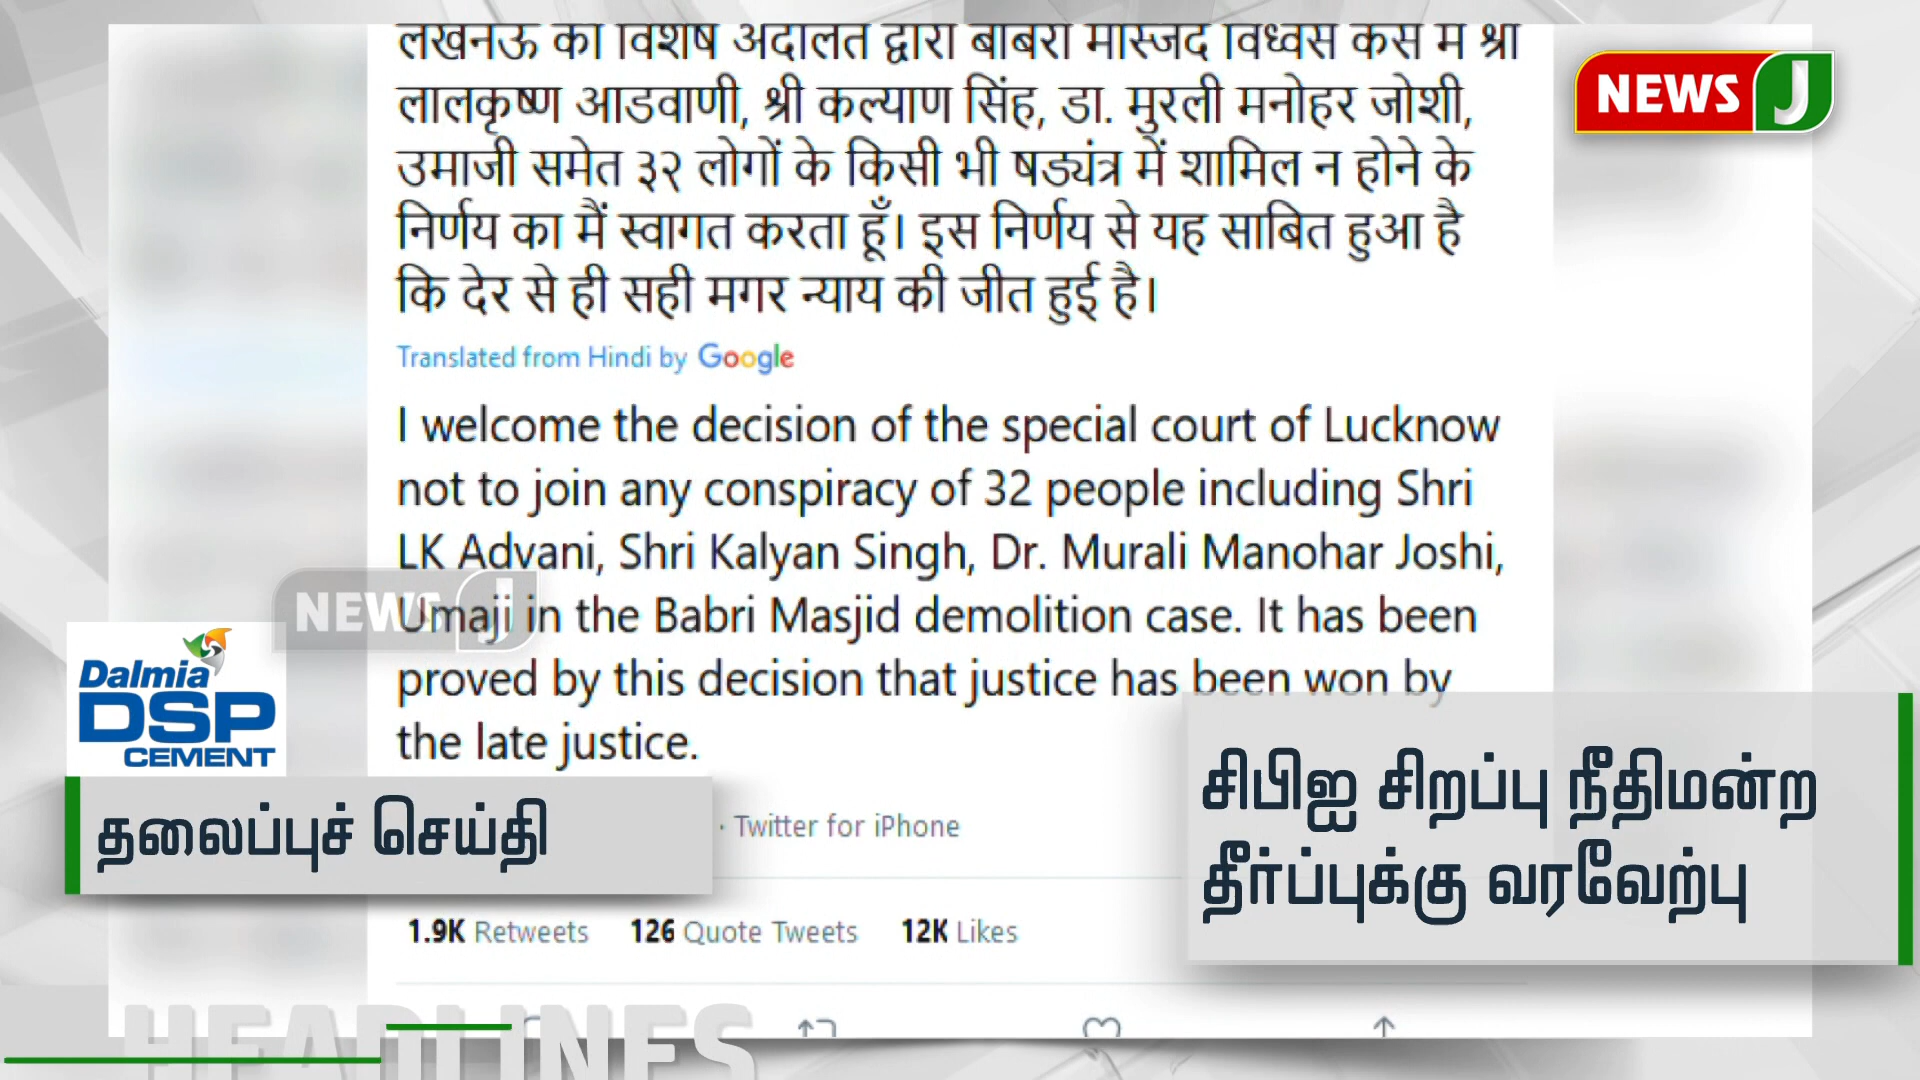 लखनऊ की विशेष अदालत द्वारा बाबरी मस्जिद विध्वंस केस में श्री
लालकृष्ण आडवाणी, श्री कल्याण सिंह, डा. मुरली मनोहर जोशी,
उमाजी समेत ३२ लोगों के किसी भी षड्यंत्र में शामिल न होने के
निर्णय का मैं स्वागत करता हूँ। इस निर्णय से यह साबित हुआ है
कि देर से ही सही मगर न्याय की जीत हुई है।
Translated from Hindi by Google
I welcome the decision of the special court of Lucknow
not to join any conspiracy of 32 people including Shri
LK Advani, Shri Kalyan Singh, Dr. Murali Manohar Joshi,
Umaji in the Babri Masjid demolition case. It has been
proved by this decision that justice has been won by
the late justice.
· Twitter for iPhone
1.9K Retweets 126 Quote Tweets 12K Likes
NEWS J
NEWS J
Dalmia
DSP
CEMENT
தலைப்புச் செய்தி
சிபிஐ சிறப்பு நீதிமன்ற
தீர்ப்புக்கு வரவேற்பு
HEADLINES